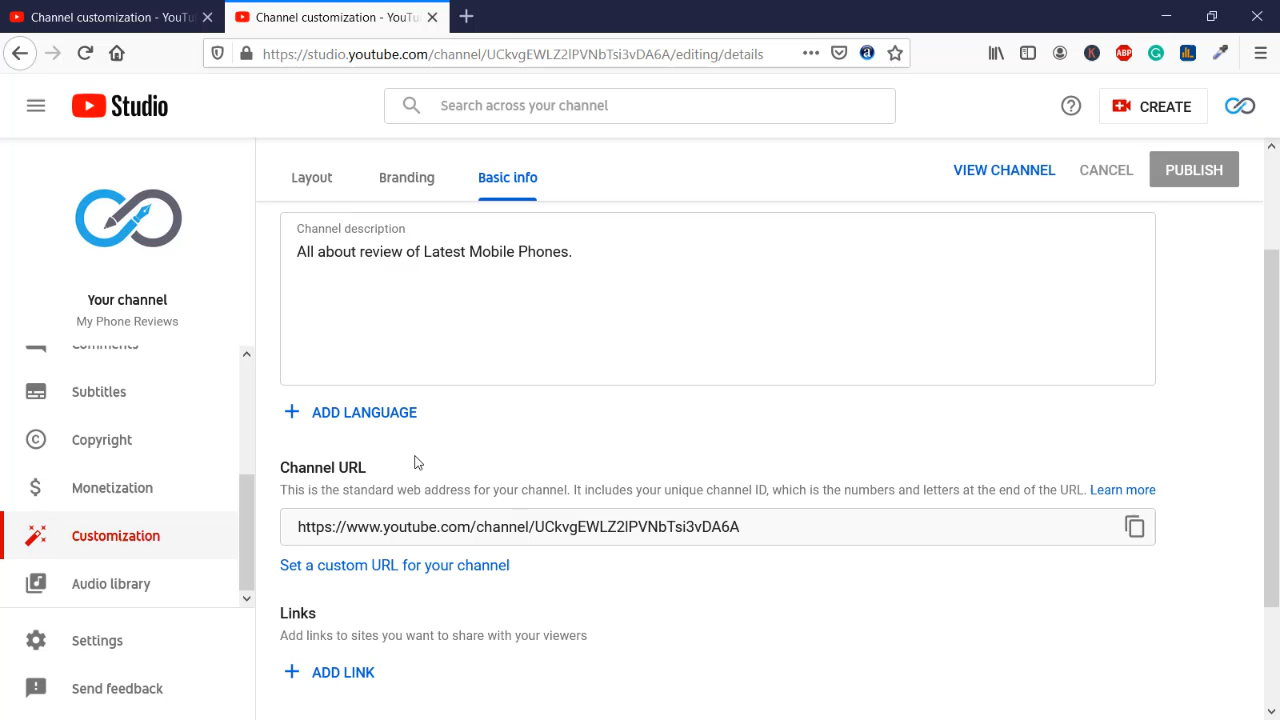 Channel customization - YouTu
Channel customization - YouTu
https://studio.youtube.com/channel/UCkvgEWLZ2lPVNbTsi3vDA6A/editing/details
Studio
Search across your channel
CREATE
Layout
Branding
Basic info
VIEW CHANNEL
CANCEL
PUBLISH
Your channel
My Phone Reviews
Comments
Subtitles
Copyright
Monetization
Customization
Audio library
Settings
Send feedback
Channel description
All about review of Latest Mobile Phones.
ADD LANGUAGE
Channel URL
This is the standard web address for your channel. It includes your unique channel ID, which is the numbers and letters at the end of the URL. Learn more
https://www.youtube.com/channel/UCkvgEWLZ2lPVNbTsi3vDA6A
Set a custom URL for your channel
Links
Add links to sites you want to share with your viewers
ADD LINK